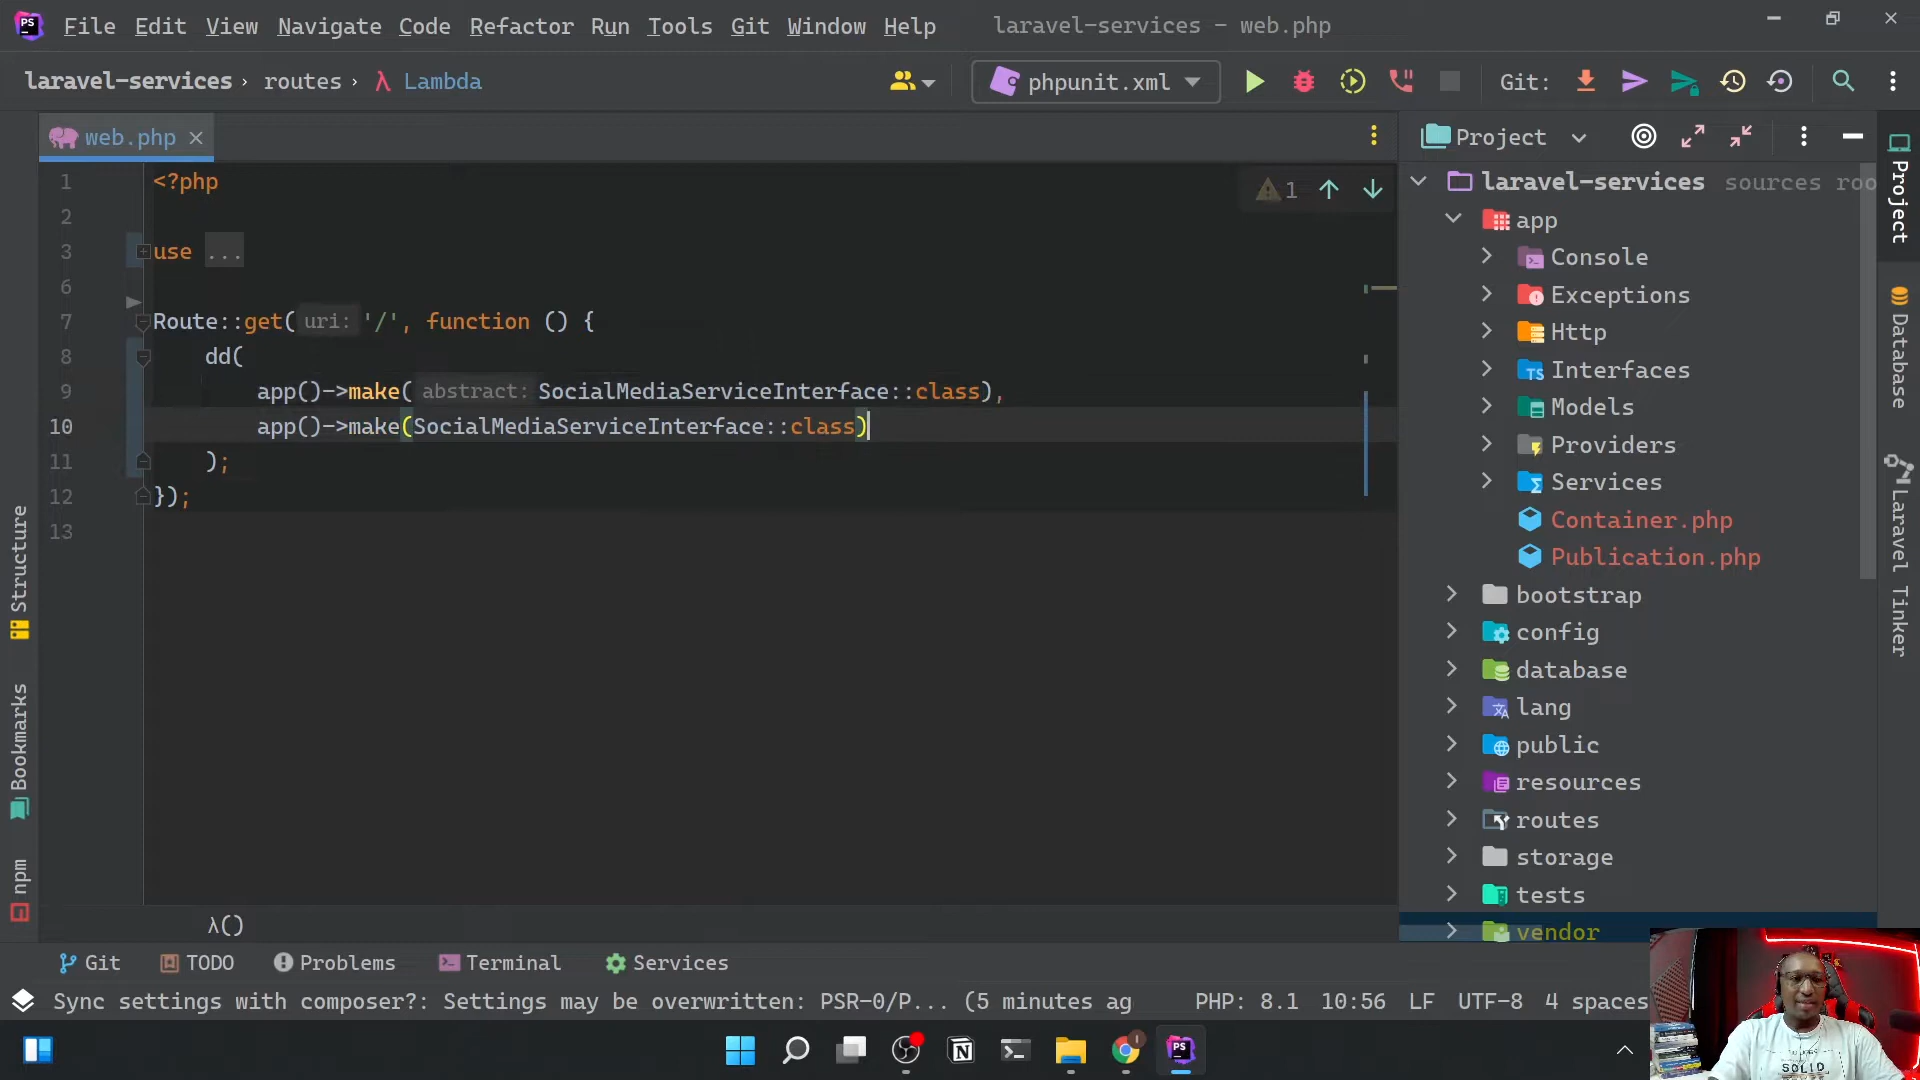 PS File Edit View Navigate Code Refactor Run Tools Git Window Help laravel-services – web.php
laravel-services › routes › λ Lambda
phpunit.xml
Git:
web.php
Project
1 <?php
2
3 use ...
6
7 Route::get( uri: '/', function () {
8 dd(
9 app()->make( abstract: SocialMediaServiceInterface::class),
10 app()->make(SocialMediaServiceInterface::class)
11 );
12 });
13
1
laravel-services sources roo
app
Console
Exceptions
Http
TS Interfaces
Models
Providers
Services
Container.php
Publication.php
bootstrap
config
database
lang
public
resources
routes
storage
tests
vendor
Project
Database
Laravel Tinker
Structure
Bookmarks
npm
λ()
Git TODO Problems Terminal Services
Sync settings with composer?: Settings may be overwritten: PSR-0/P... (5 minutes ag PHP: 8.1 10:56 LF UTF-8 4 spaces
PS
SOLID